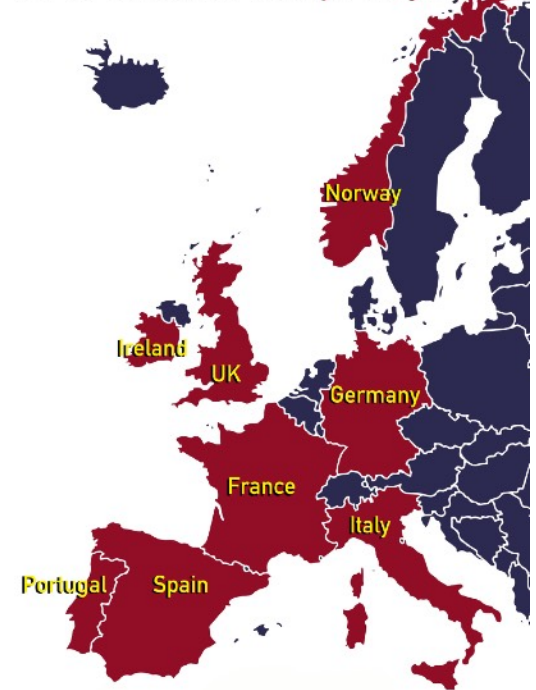 Norway
Ireland
UK
Germany
France
Italy
Portugal
Spain